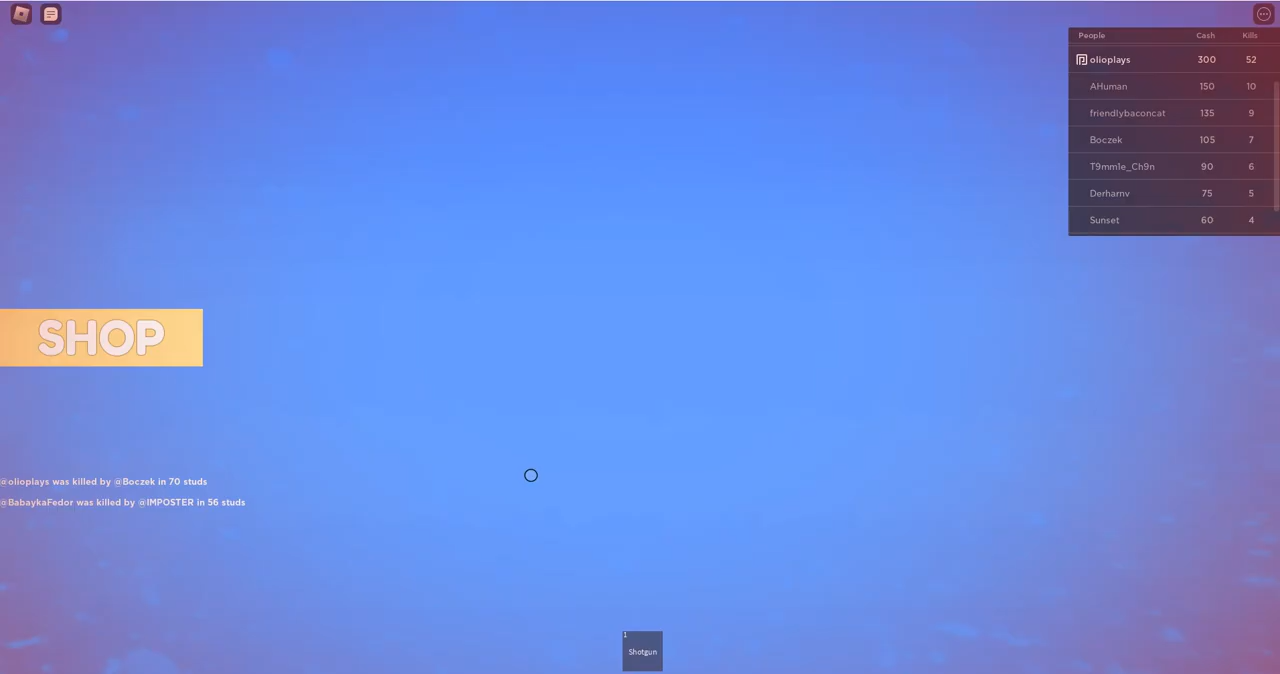 People Cash Kills
olioplays 300 52
AHuman 150 10
friendlybaconcat 135 9
Boczek 105 7
T9mm1e_Ch9n 90 6
Derharnv 75 5
Sunset 60 4
SHOP
@olioplays was killed by @Boczek in 70 studs
@BabaykaFedor was killed by @IMPOSTER in 56 studs
1
Shotgun